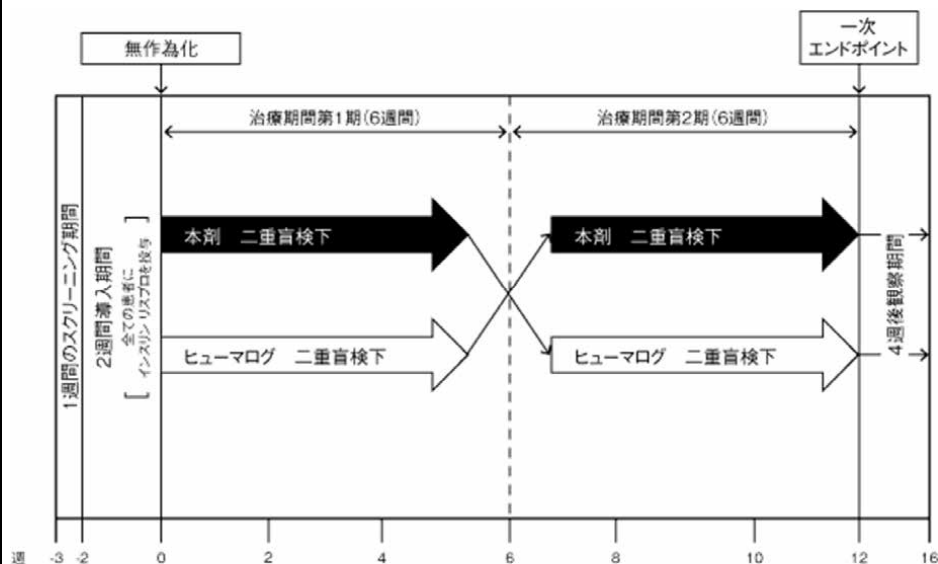 無作為化
一次
エンドポイント
治療期間第1期(6週間)
治療期間第2期(6週間)
1週間のスクリーニング期間
2週間導入期間
[全ての患者に
インスリン リスプロを投与]
本剤 二重盲検下
本剤 二重盲検下
ヒューマログ 二重盲検下
ヒューマログ 二重盲検下
4週後観察期間
週 -3 -2 0 2 4 6 8 10 12 16